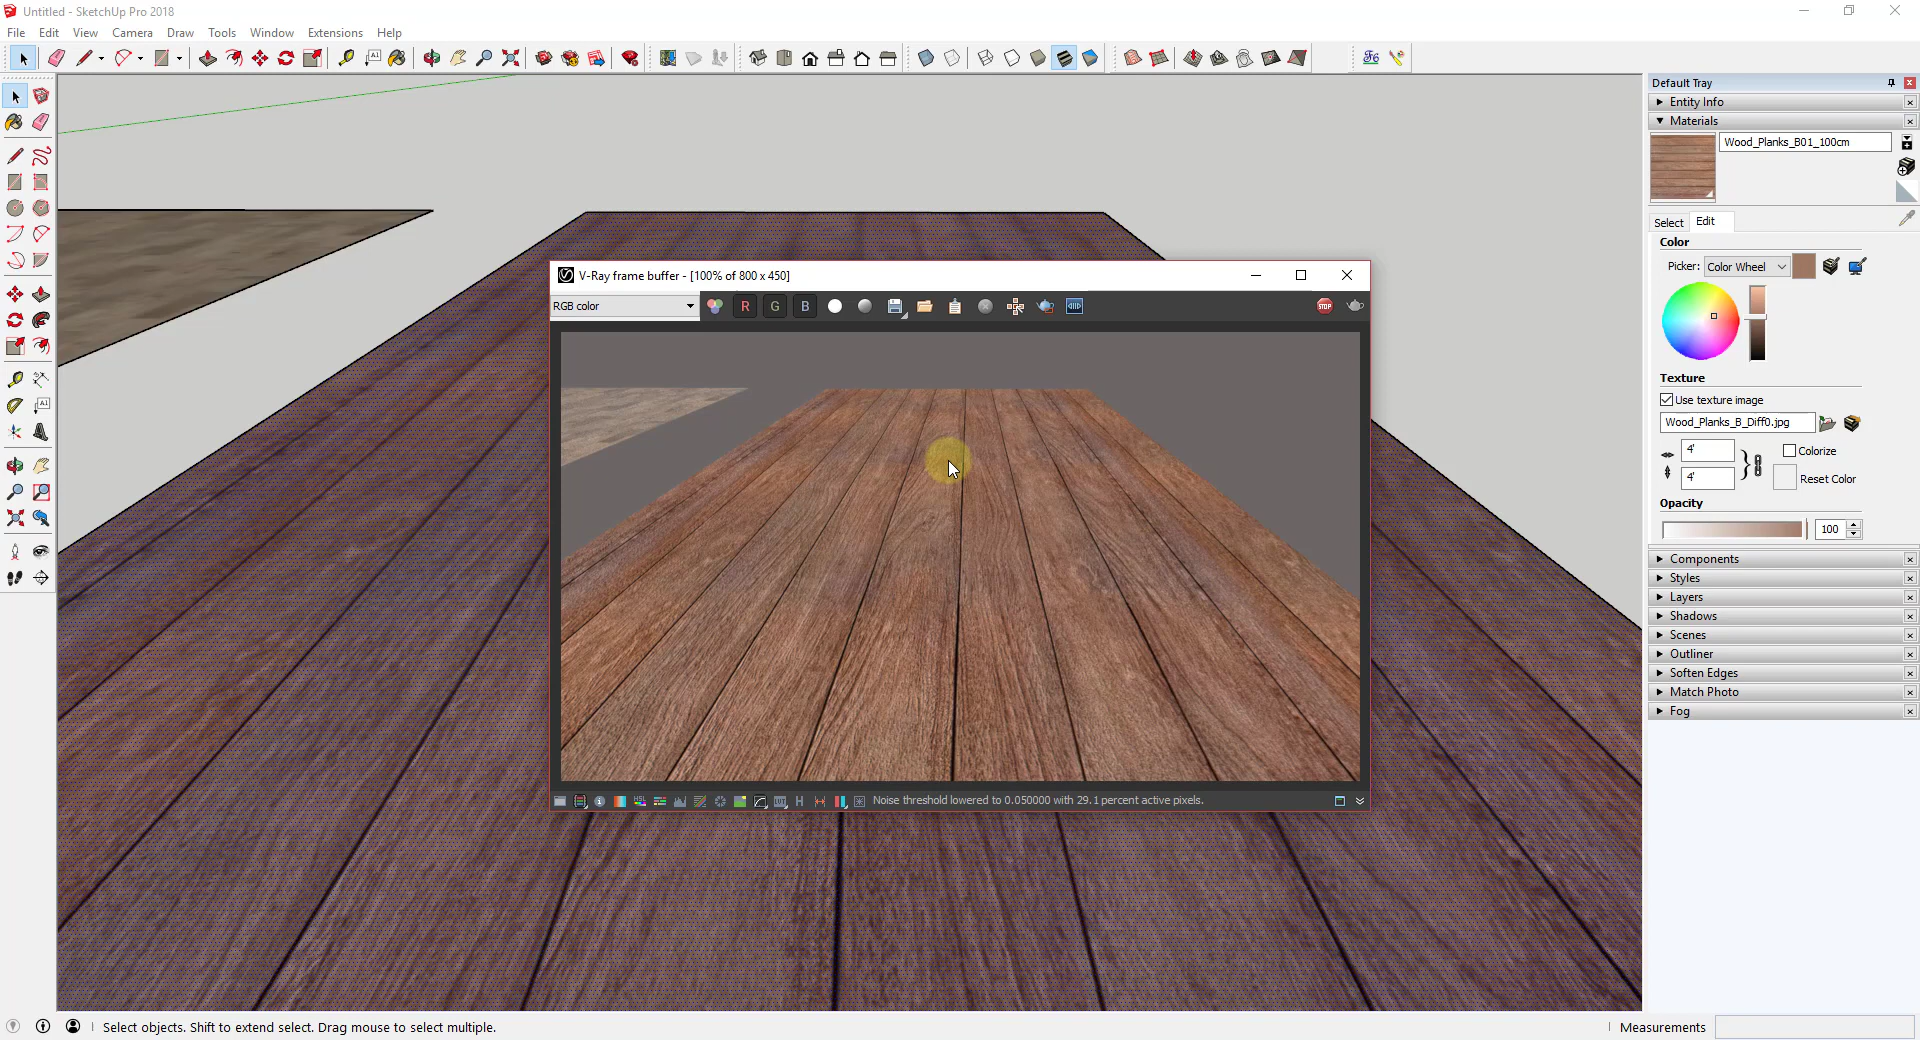 Untitled - SketchUp Pro 2018
File Edit View Camera Draw Tools Window Extensions Help
Default Tray
Entity Info
Materials
Wood_Planks_B01_100cm
Select Edit
Color
Picker: Color Wheel
Texture
Use texture image
Wood_Planks_B_Diff0.jpg
4'
Colorize
4'
Reset Color
Opacity
100
Components
Styles
Layers
Shadows
Scenes
Outliner
Soften Edges
Match Photo
Fog
V-Ray frame buffer - [100% of 800 x 450]
RGB color
R G B
STOP
HSL
LUT
H
Noise threshold lowered to 0.050000 with 29.1 percent active pixels.
Select objects. Shift to extend select. Drag mouse to select multiple.
Measurements